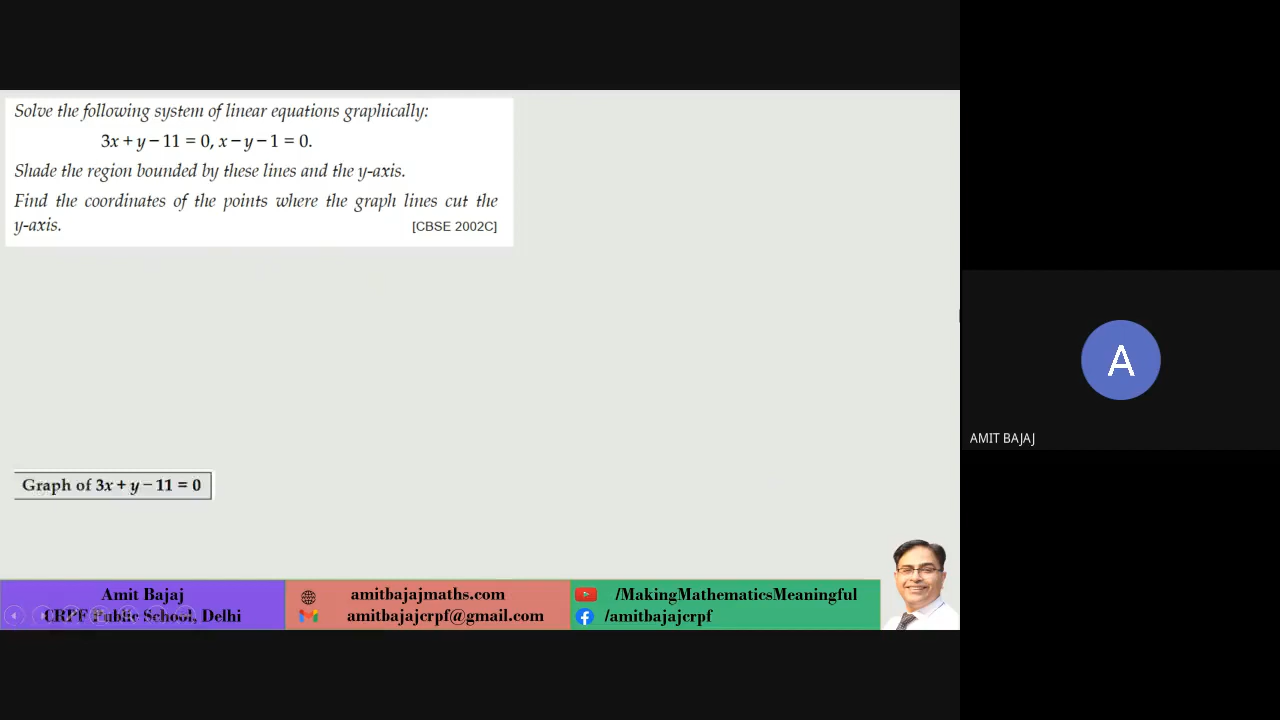 Solve the following system of linear equations graphically:
3x + y − 11 = 0, x − y − 1 = 0.
Shade the region bounded by these lines and the y-axis.
Find the coordinates of the points where the graph lines cut the
y-axis. [CBSE 2002C]
A
AMIT BAJAJ
Graph of 3x + y − 11 = 0
Amit Bajaj
CRPF Public School, Delhi
amitbajajmaths.com
amitbajajcrpf@gmail.com
/MakingMathematicsMeaningful
/amitbajajcrpf